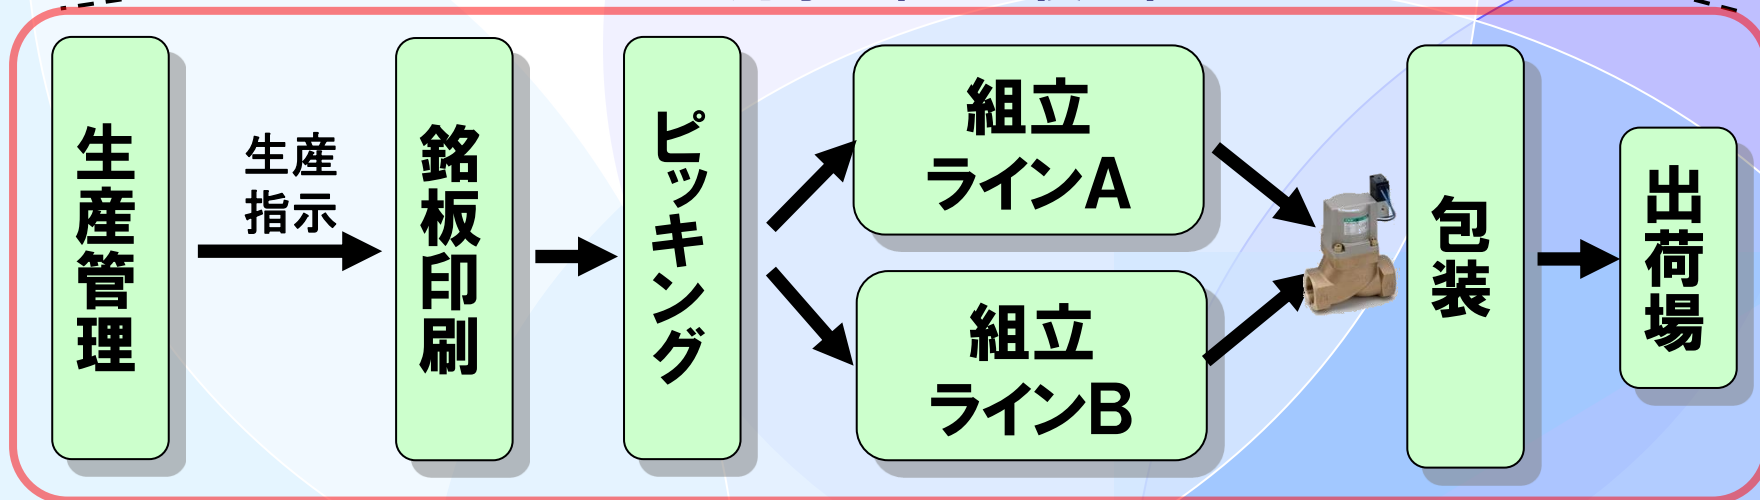 生産管理
生産
指示
銘板印刷
ピッキング
組立
ラインA
組立
ラインB
包装
出荷場